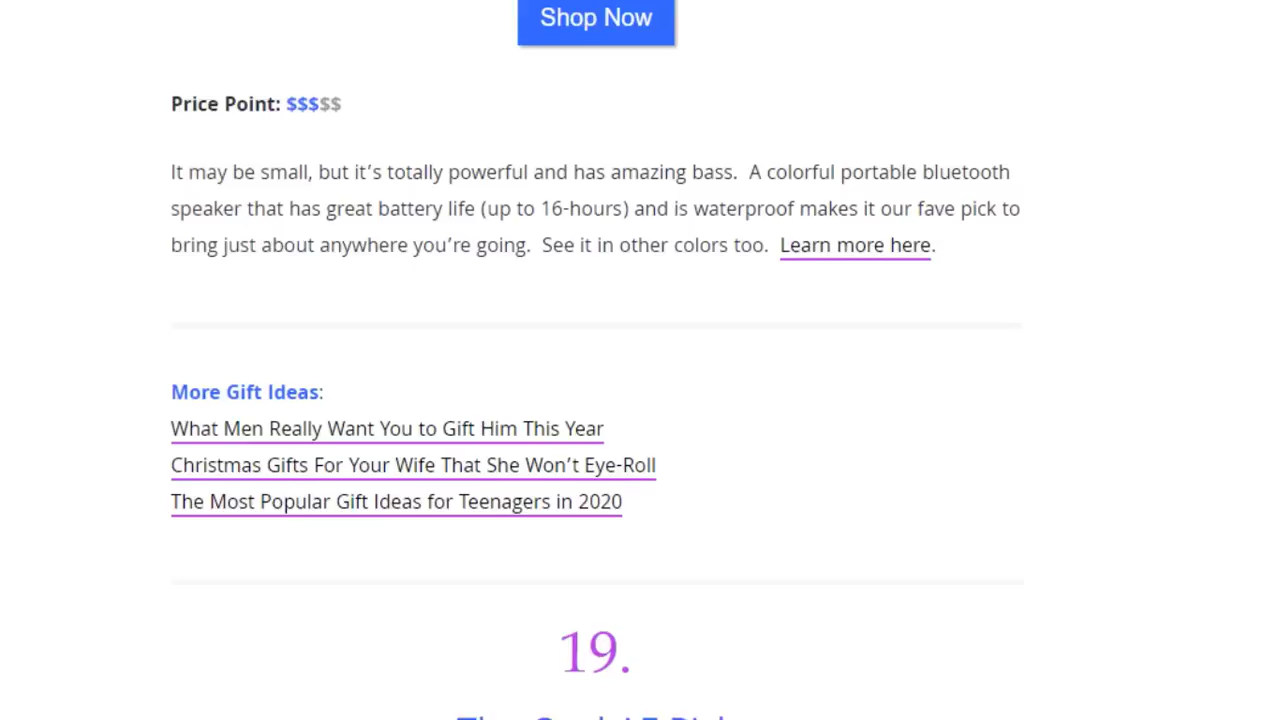 Shop Now
Price Point: $$$$$
It may be small, but it’s totally powerful and has amazing bass.  A colorful portable bluetooth
speaker that has great battery life (up to 16-hours) and is waterproof makes it our fave pick to
bring just about anywhere you’re going.  See it in other colors too.  Learn more here.
More Gift Ideas:
What Men Really Want You to Gift Him This Year
Christmas Gifts For Your Wife That She Won’t Eye-Roll
The Most Popular Gift Ideas for Teenagers in 2020
19.